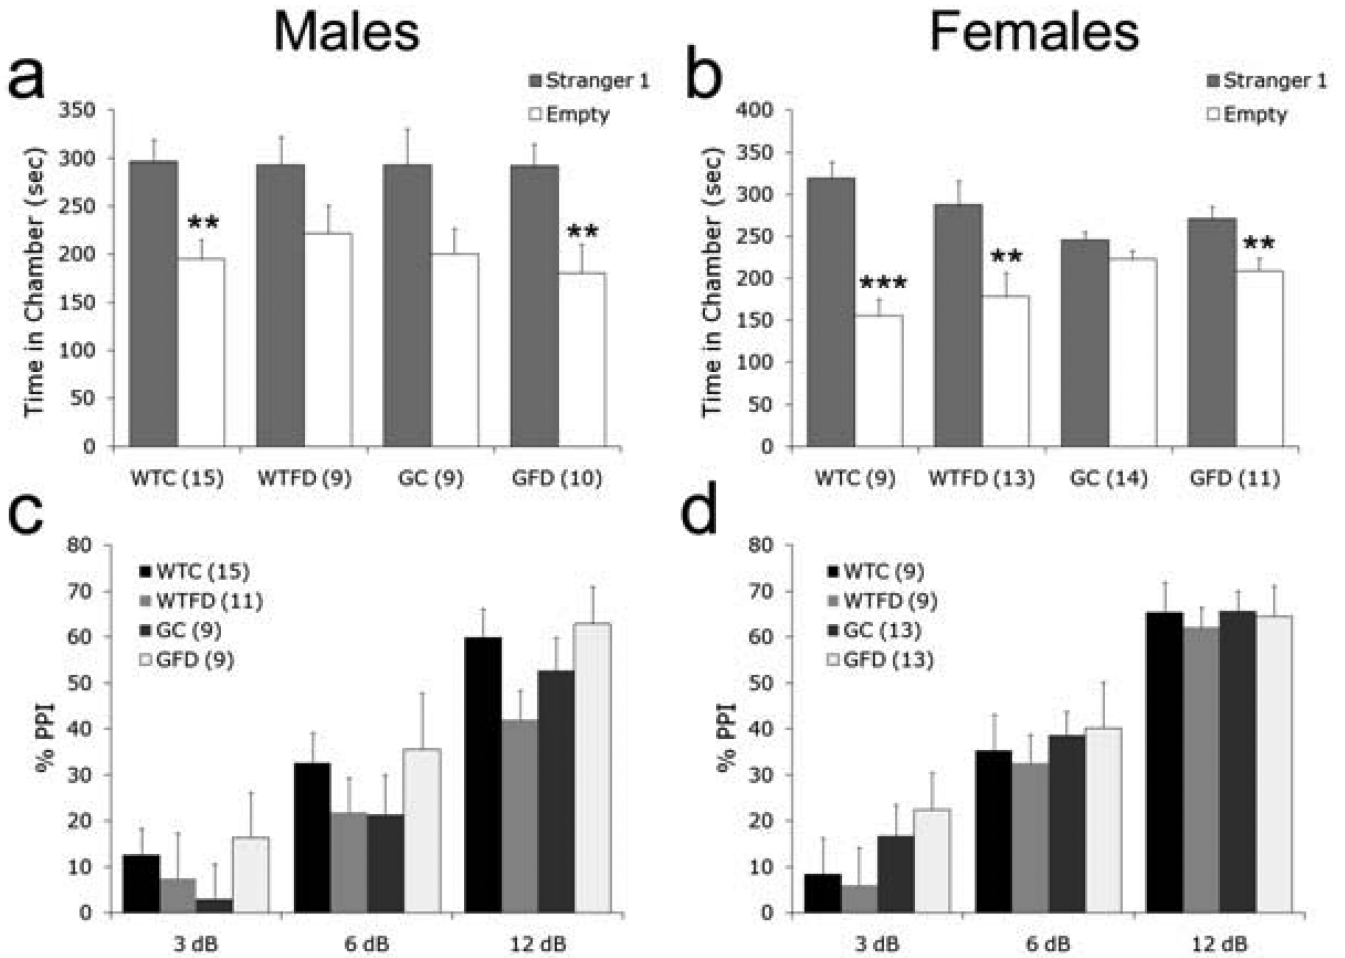 Males
Females
a
Stranger 1
Empty
Time in Chamber (sec)
350
300
250
200
150
100
50
0
**
**
WTC (15)
WTFD (9)
GC (9)
GFD (10)
b
Stranger 1
Empty
Time in Chamber (sec)
400
350
300
250
200
150
100
50
0
***
**
**
WTC (9)
WTFD (13)
GC (14)
GFD (11)
c
WTC (15)
WTFD (11)
GC (9)
GFD (9)
% PPI
80
70
60
50
40
30
20
10
0
3 dB
6 dB
12 dB
d
WTC (9)
WTFD (9)
GC (13)
GFD (13)
% PPI
80
70
60
50
40
30
20
10
0
3 dB
6 dB
12 dB